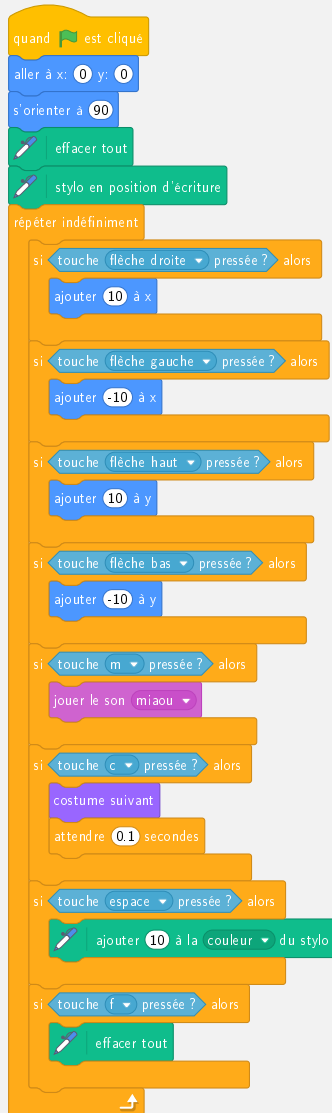 quand est cliqué
aller à x: 0 y: 0
s'orienter à 90
effacer tout
stylo en position d'écriture
répéter indéfiniment
si touche flèche droite pressée ? alors
ajouter 10 à x
si touche flèche gauche pressée ? alors
ajouter -10 à x
si touche flèche haut pressée ? alors
ajouter 10 à y
si touche flèche bas pressée ? alors
ajouter -10 à y
si touche m pressée ? alors
jouer le son miaou
si touche c pressée ? alors
costume suivant
attendre 0.1 secondes
si touche espace pressée ? alors
ajouter 10 à la couleur du stylo
si touche f pressée ? alors
effacer tout